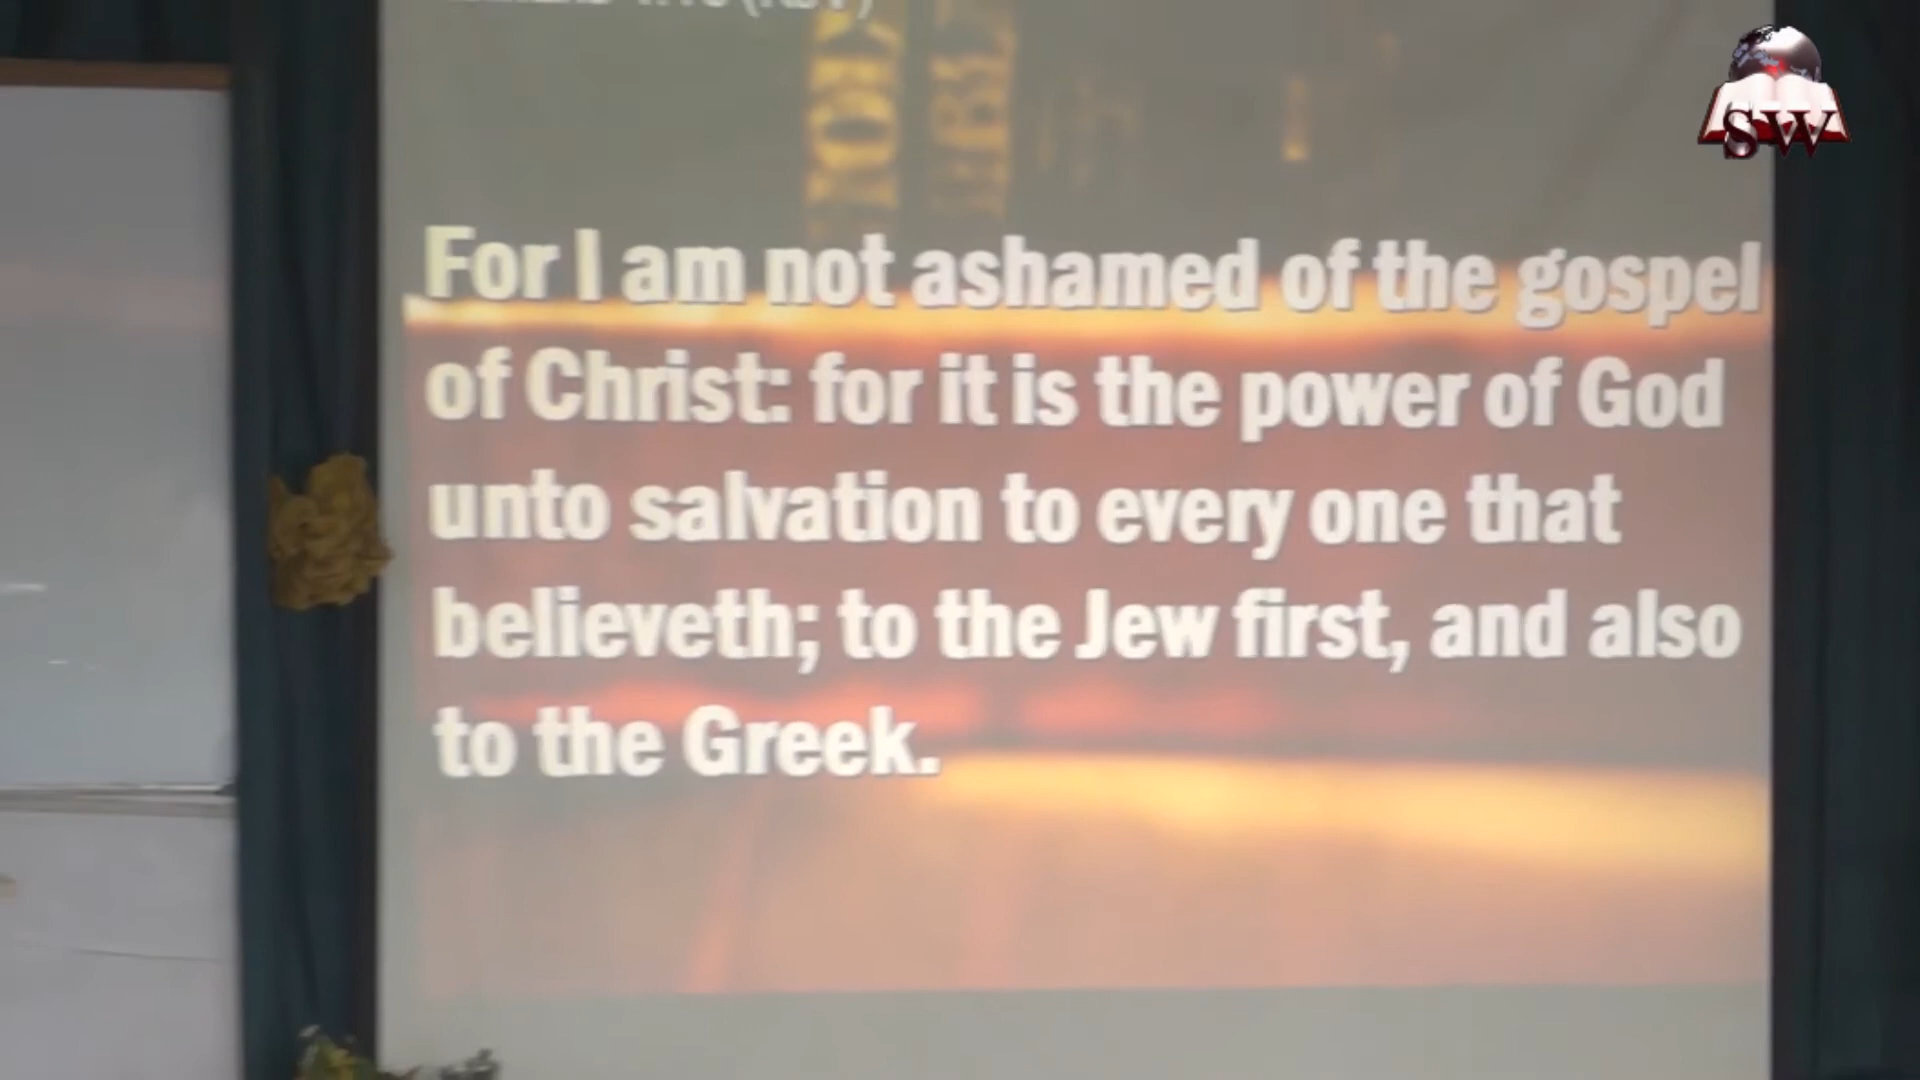 For I am not ashamed of the gospel
of Christ: for it is the power of God
unto salvation to every one that
believeth; to the Jew first, and also
to the Greek.
SW